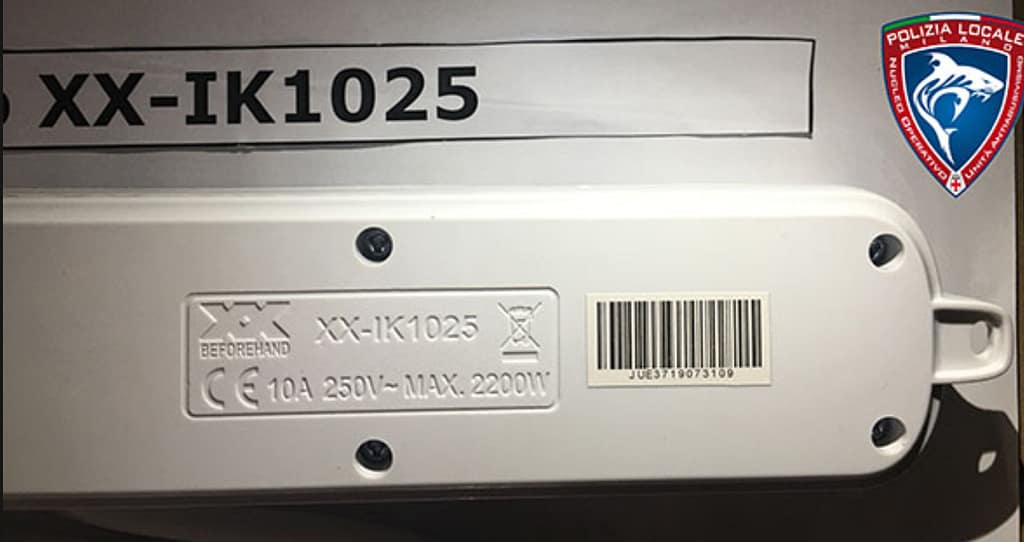 XX-IK1025
POLIZIA LOCALE
MILANO
NUCLEO OPERATIVO
UNITÀ ANTIABUSIVISMO
XX
BEFOREHAND
XX-IK1025
CE 10A 250V~ MAX. 2200W
JUE3719073109